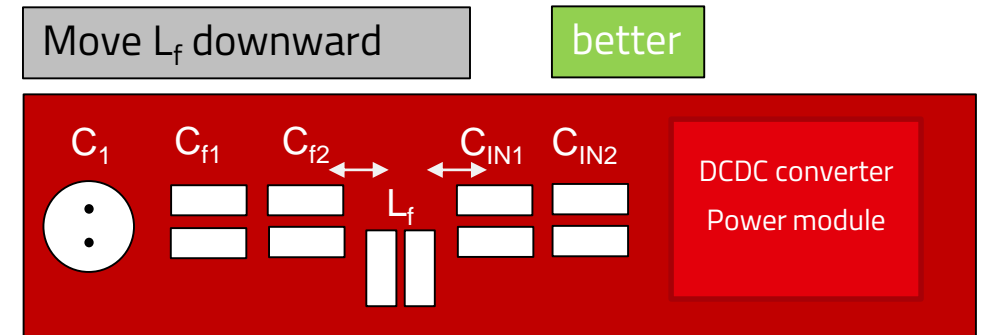 Move Lf downward
better
C1 Cf1 Cf2 CIN1 CIN2
Lf
DCDC converter
Power module